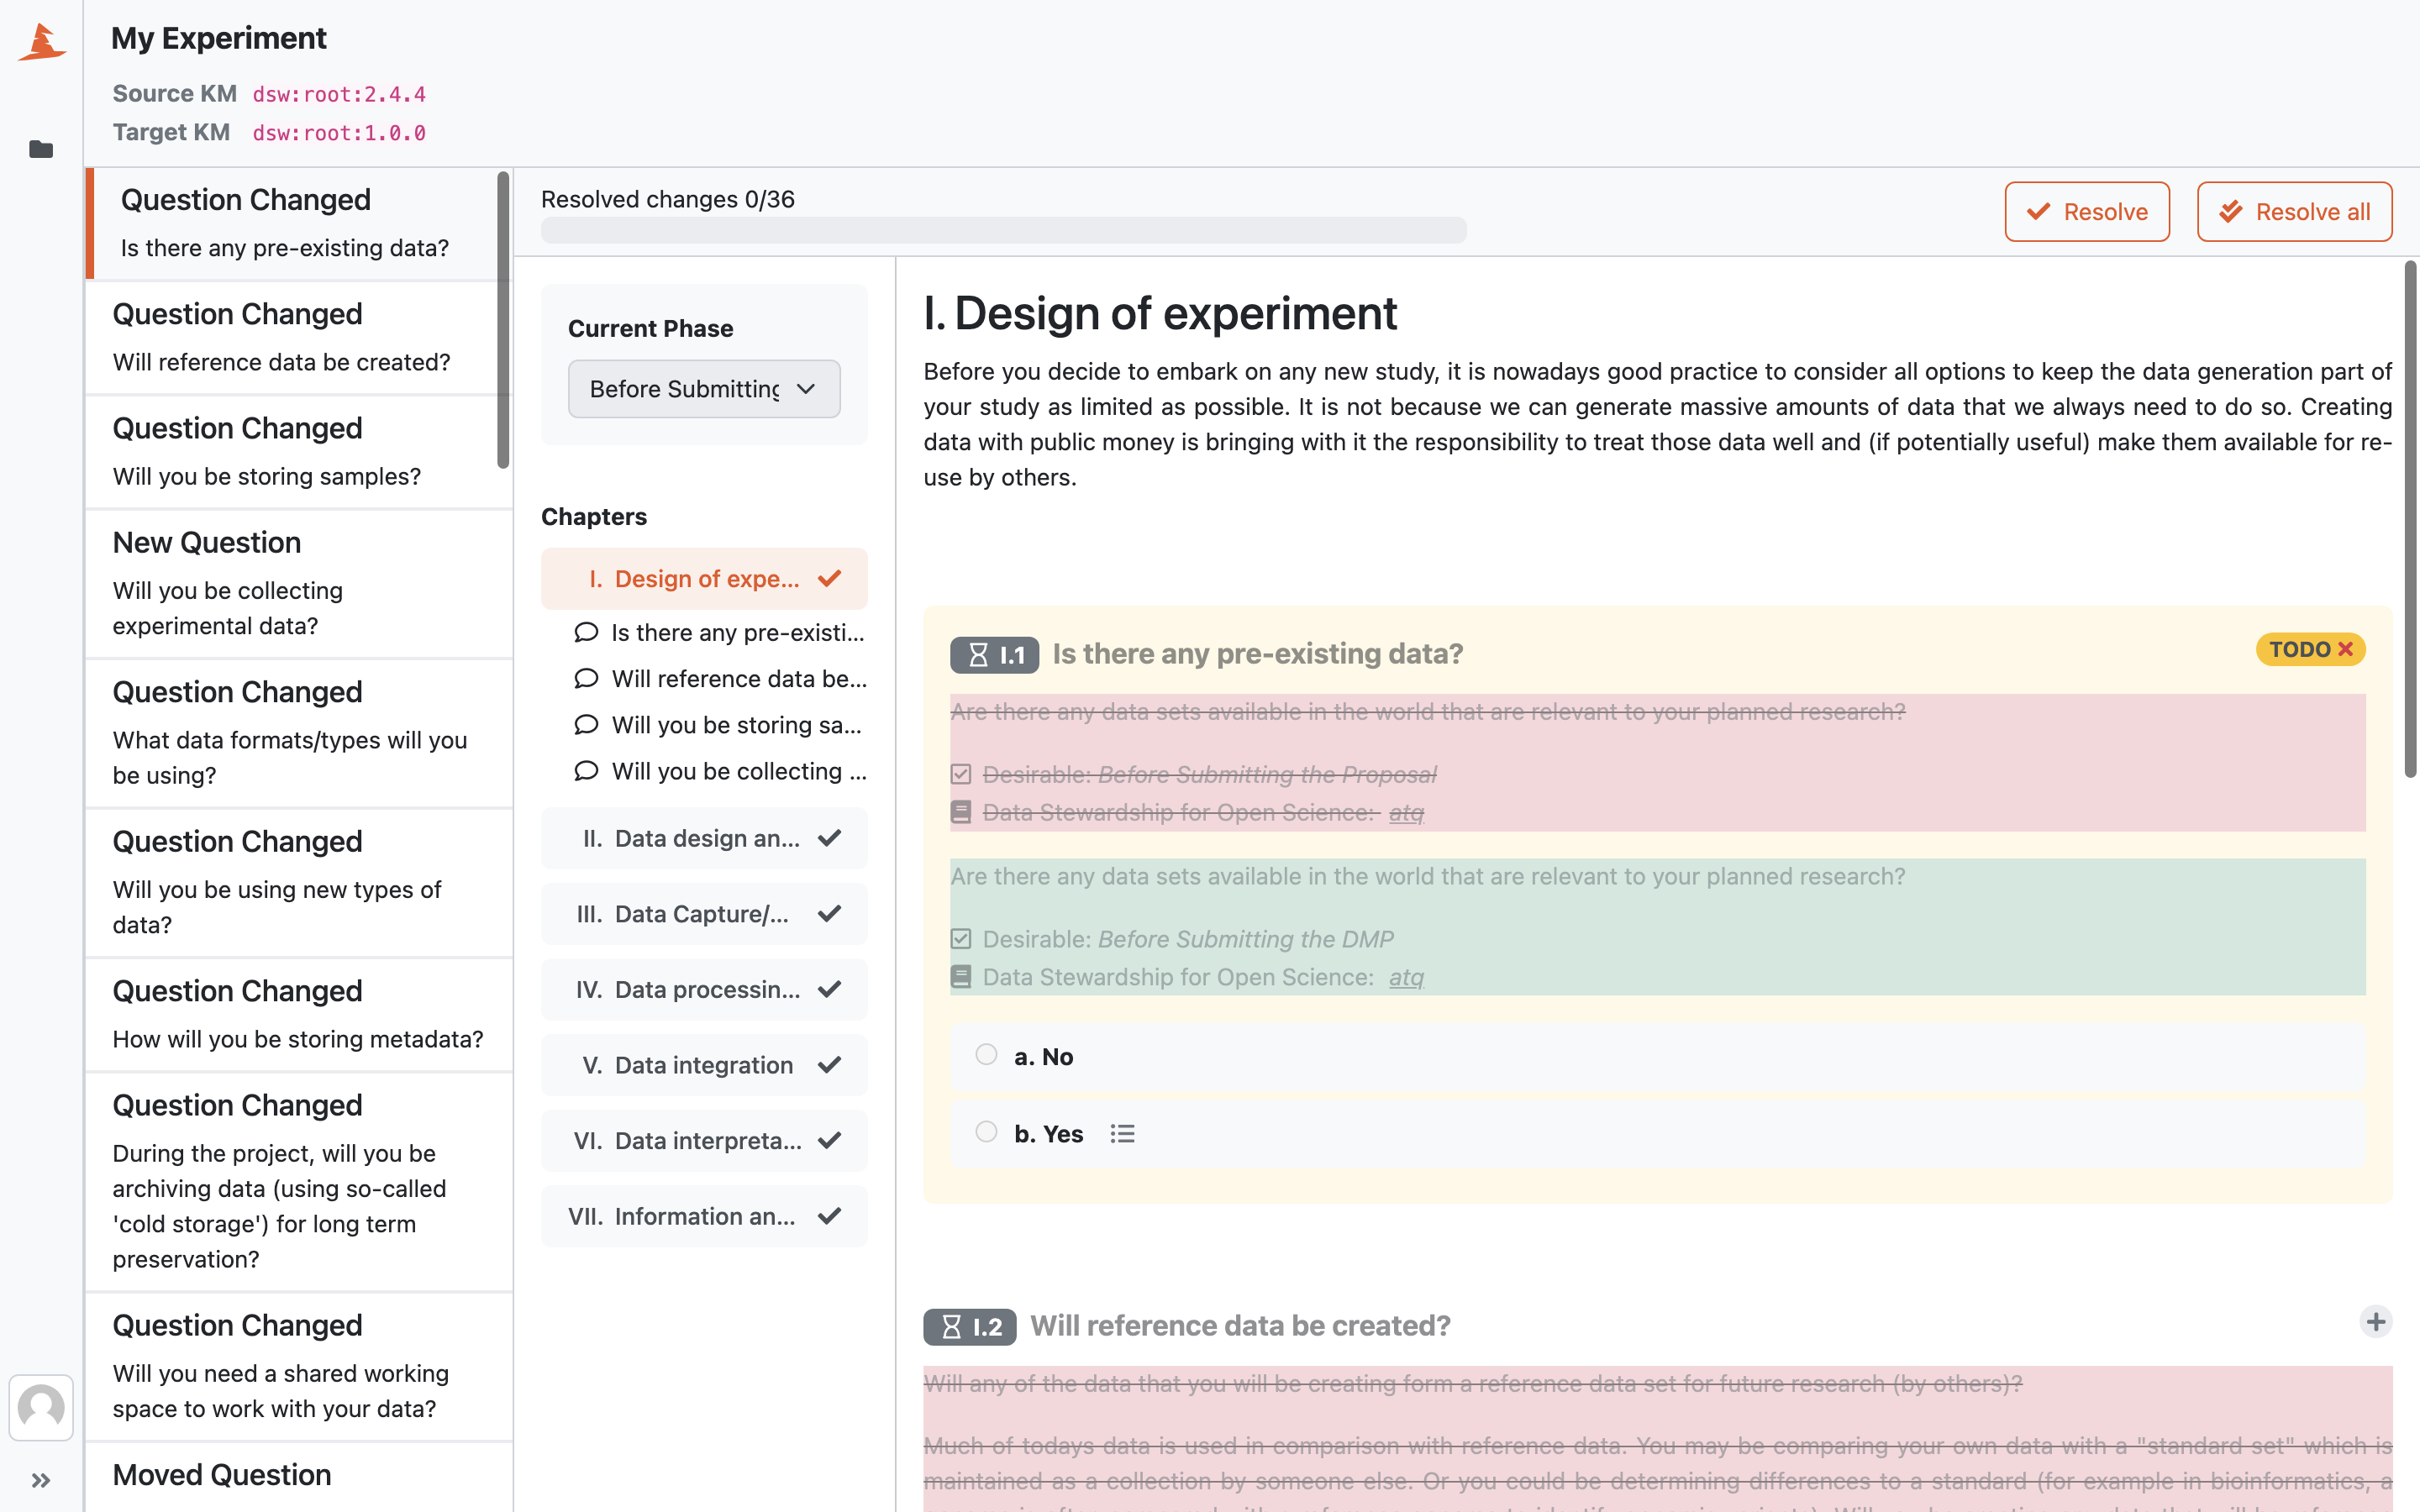 My Experiment
Source KM dsw:root:2.4.4
Target KM dsw:root:1.0.0
Question Changed
Is there any pre-existing data?
Question Changed
Will reference data be created?
Question Changed
Will you be storing samples?
New Question
Will you be collecting
experimental data?
Question Changed
What data formats/types will you
be using?
Question Changed
Will you be using new types of
data?
Question Changed
How will you be storing metadata?
Question Changed
During the project, will you be
archiving data (using so-called
'cold storage') for long term
preservation?
Question Changed
Will you need a shared working
space to work with your data?
Moved Question
Resolved changes 0/36
Resolve
Resolve all
Current Phase
Before Submitting
Chapters
I. Design of expe...
Is there any pre-existi...
Will reference data be...
Will you be storing sa...
Will you be collecting ...
II. Data design an...
III. Data Capture/...
IV. Data processin...
V. Data integration
VI. Data interpreta...
VII. Information an...
I. Design of experiment
Before you decide to embark on any new study, it is nowadays good practice to consider all options to keep the data generation part of
your study as limited as possible. It is not because we can generate massive amounts of data that we always need to do so. Creating
data with public money is bringing with it the responsibility to treat those data well and (if potentially useful) make them available for re-
use by others.
I.1 Is there any pre-existing data?
TODO
Are there any data sets available in the world that are relevant to your planned research?
Desirable: Before Submitting the Proposal
Data Stewardship for Open Science: atq
Are there any data sets available in the world that are relevant to your planned research?
Desirable: Before Submitting the DMP
Data Stewardship for Open Science: atq
a. No
b. Yes
I.2 Will reference data be created?
Will any of the data that you will be creating form a reference data set for future research (by others)?
Much of todays data is used in comparison with reference data. You may be comparing your own data with a "standard set" which is
maintained as a collection by someone else. Or you could be determining differences to a standard (for example in bioinformatics, a